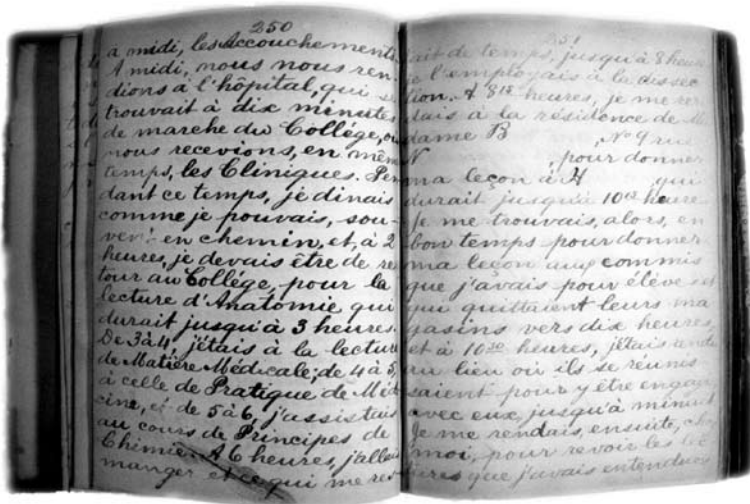 250
à midi, les Accouchements.
A midi, nous nous ren-
dions à l'hôpital, qui se
trouvait à dix minutes
de marche du Collége, où
nous recevions, en même
temps, les Cliniques. Pen
dant ce temps, je dinais
comme je pouvais, sou-
vent en chemin, et, à 2
heures, je devais être de re
tour au Collége, pour la
lecture d'Anatomie qui
durait jusqu'à 3 heures.
De 3 à 4, j'étais à la lecture
de Matière Médicale; de 4 à 5,
à celle de Pratique de Méde
cine, et de 5 à 6, j'assistais
au cours de Principes de
Chimie. A 6 heures, j'allais
manger et ce qui me res
251
tait de temps, jusqu'à 8 heures
je l'employais à la dissec
tion. A 8 heures, je me ren
dais à la résidence de Ma
dame B , No 9 rue
N , pour donner
ma leçon à H , qui
durait jusqu'à 10 heures.
Je me trouvais, alors, en
bon temps pour donner
ma leçon aux commis
que j'avais pour élèves et
qui quittaient leurs ma
gasins vers dix heures,
et à 10 heures, j'étais rendu
au lieu où ils se réunis
saient pour y être engagé
avec eux jusqu'à minuit
Je me rendais, ensuite, chez
moi, pour revoir les lec
tures que j'avais entendues